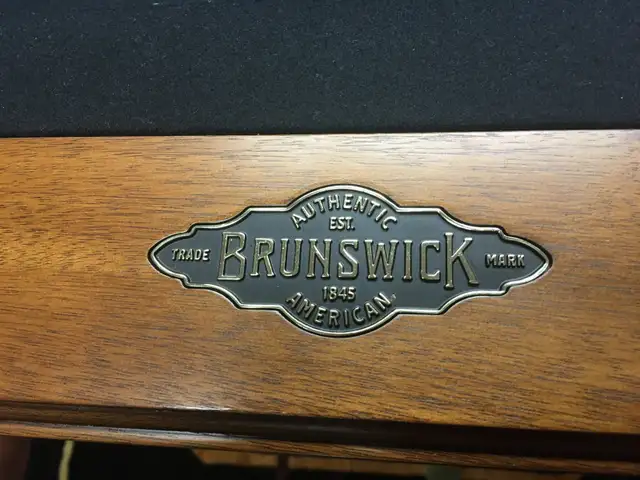 AUTHENTIC
EST.
TRADE BRUNSWICK MARK
1845
AMERICAN